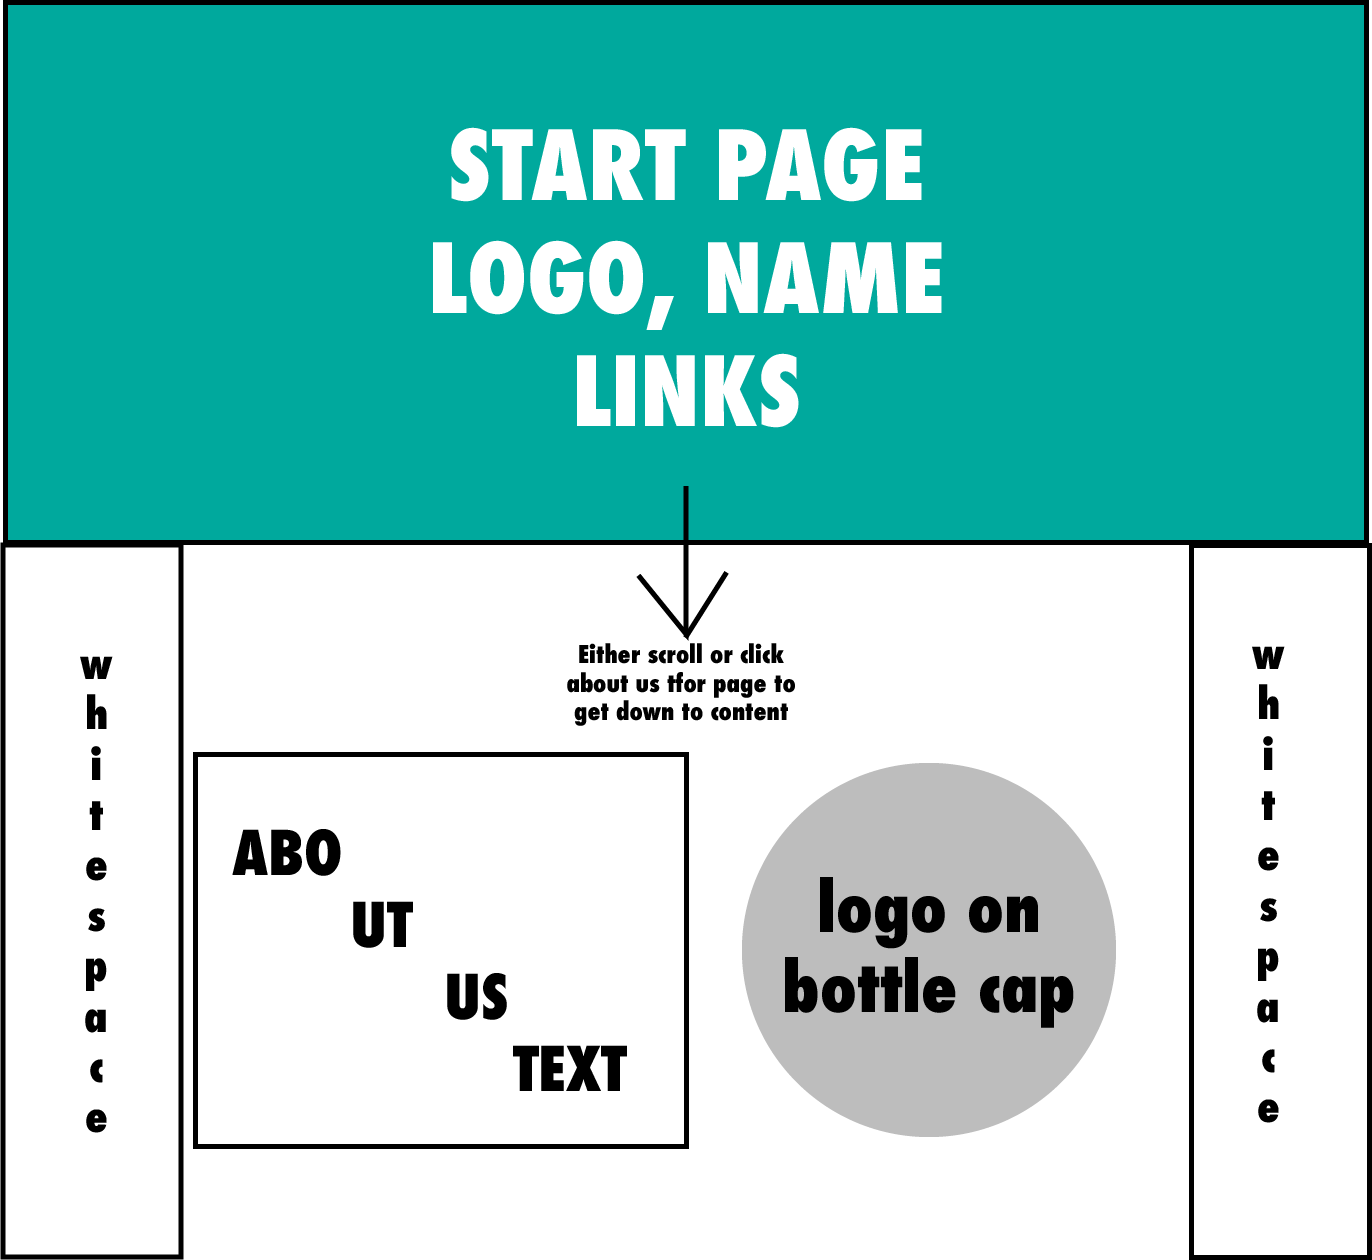 START PAGE
LOGO, NAME
LINKS
Either scroll or click
about us tfor page to
get down to content
w
h
i
t
e
s
p
a
c
e
ABO
UT
US
TEXT
logo on
bottle cap
w
h
i
t
e
s
p
a
c
e